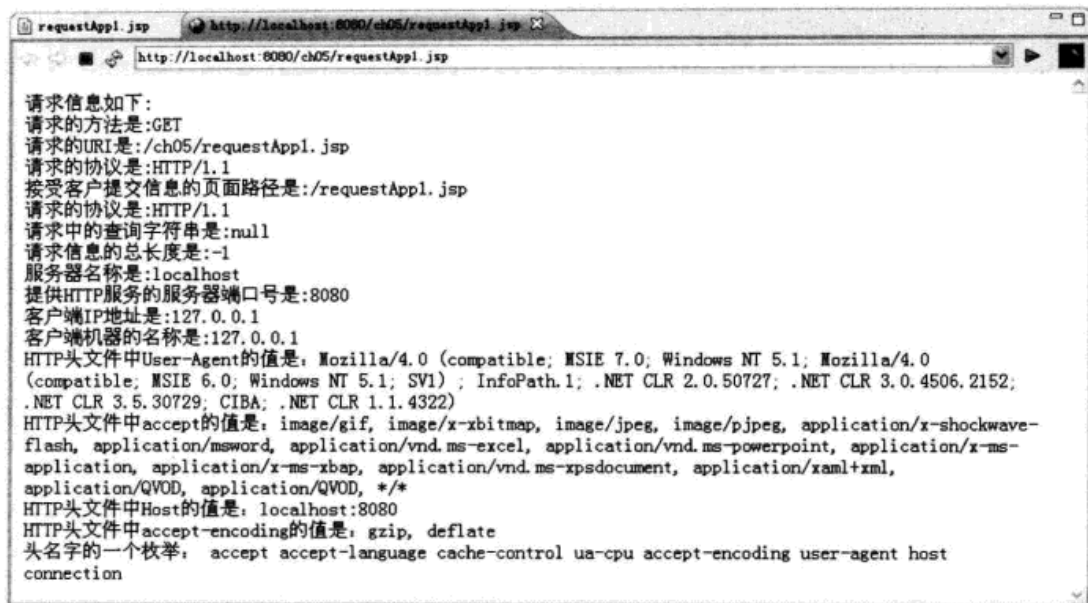 requestApp1.jsp
http://localhost:8080/ch05/requestApp1.jsp
http://localhost:8080/ch05/requestApp1.jsp
请求信息如下:
请求的方法是:GET
请求的URI是:/ch05/requestApp1.jsp
请求的协议是:HTTP/1.1
接受客户提交信息的页面路径是:/requestApp1.jsp
请求的协议是:HTTP/1.1
请求中的查询字符串是:null
请求信息的总长度是:-1
服务器名称是:localhost
提供HTTP服务的服务器端口号是:8080
客户端IP地址是:127.0.0.1
客户端机器的名称是:127.0.0.1
HTTP头文件中User-Agent的值是：Mozilla/4.0 (compatible; MSIE 7.0; Windows NT 5.1; Mozilla/4.0
(compatible; MSIE 6.0; Windows NT 5.1; SV1) ; InfoPath.1; .NET CLR 2.0.50727; .NET CLR 3.0.4506.2152;
.NET CLR 3.5.30729; CIBA; .NET CLR 1.1.4322)
HTTP头文件中accept的值是：image/gif, image/x-xbitmap, image/jpeg, image/pjpeg, application/x-shockwave-
flash, application/msword, application/vnd.ms-excel, application/vnd.ms-powerpoint, application/x-ms-
application, application/x-ms-xbap, application/vnd.ms-xpsdocument, application/xaml+xml,
application/QVOD, application/QVOD, */*
HTTP头文件中Host的值是：localhost:8080
HTTP头文件中accept-encoding的值是：gzip, deflate
头名字的一个枚举： accept accept-language cache-control ua-cpu accept-encoding user-agent host
connection